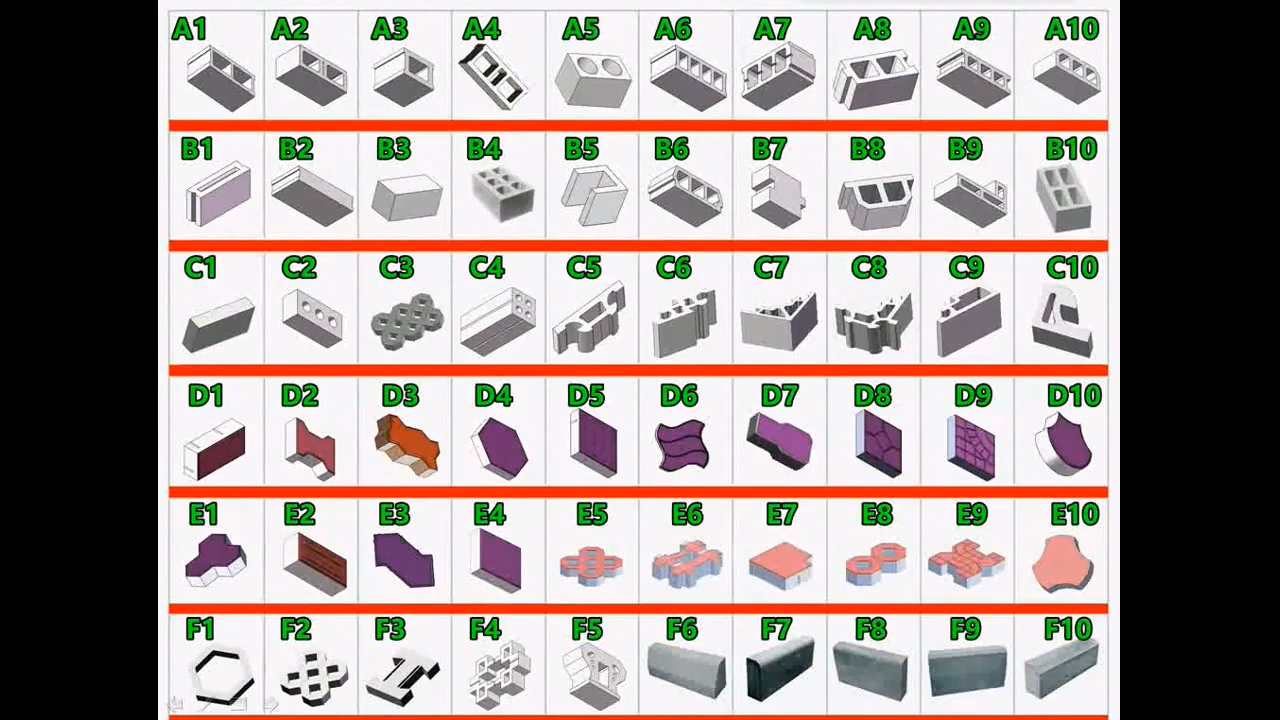 A1 A2 A3 A4 A5 A6 A7 A8 A9 A10
B1 B2 B3 B4 B5 B6 B7 B8 B9 B10
C1 C2 C3 C4 C5 C6 C7 C8 C9 C10
D1 D2 D3 D4 D5 D6 D7 D8 D9 D10
E1 E2 E3 E4 E5 E6 E7 E8 E9 E10
F1 F2 F3 F4 F5 F6 F7 F8 F9 F10